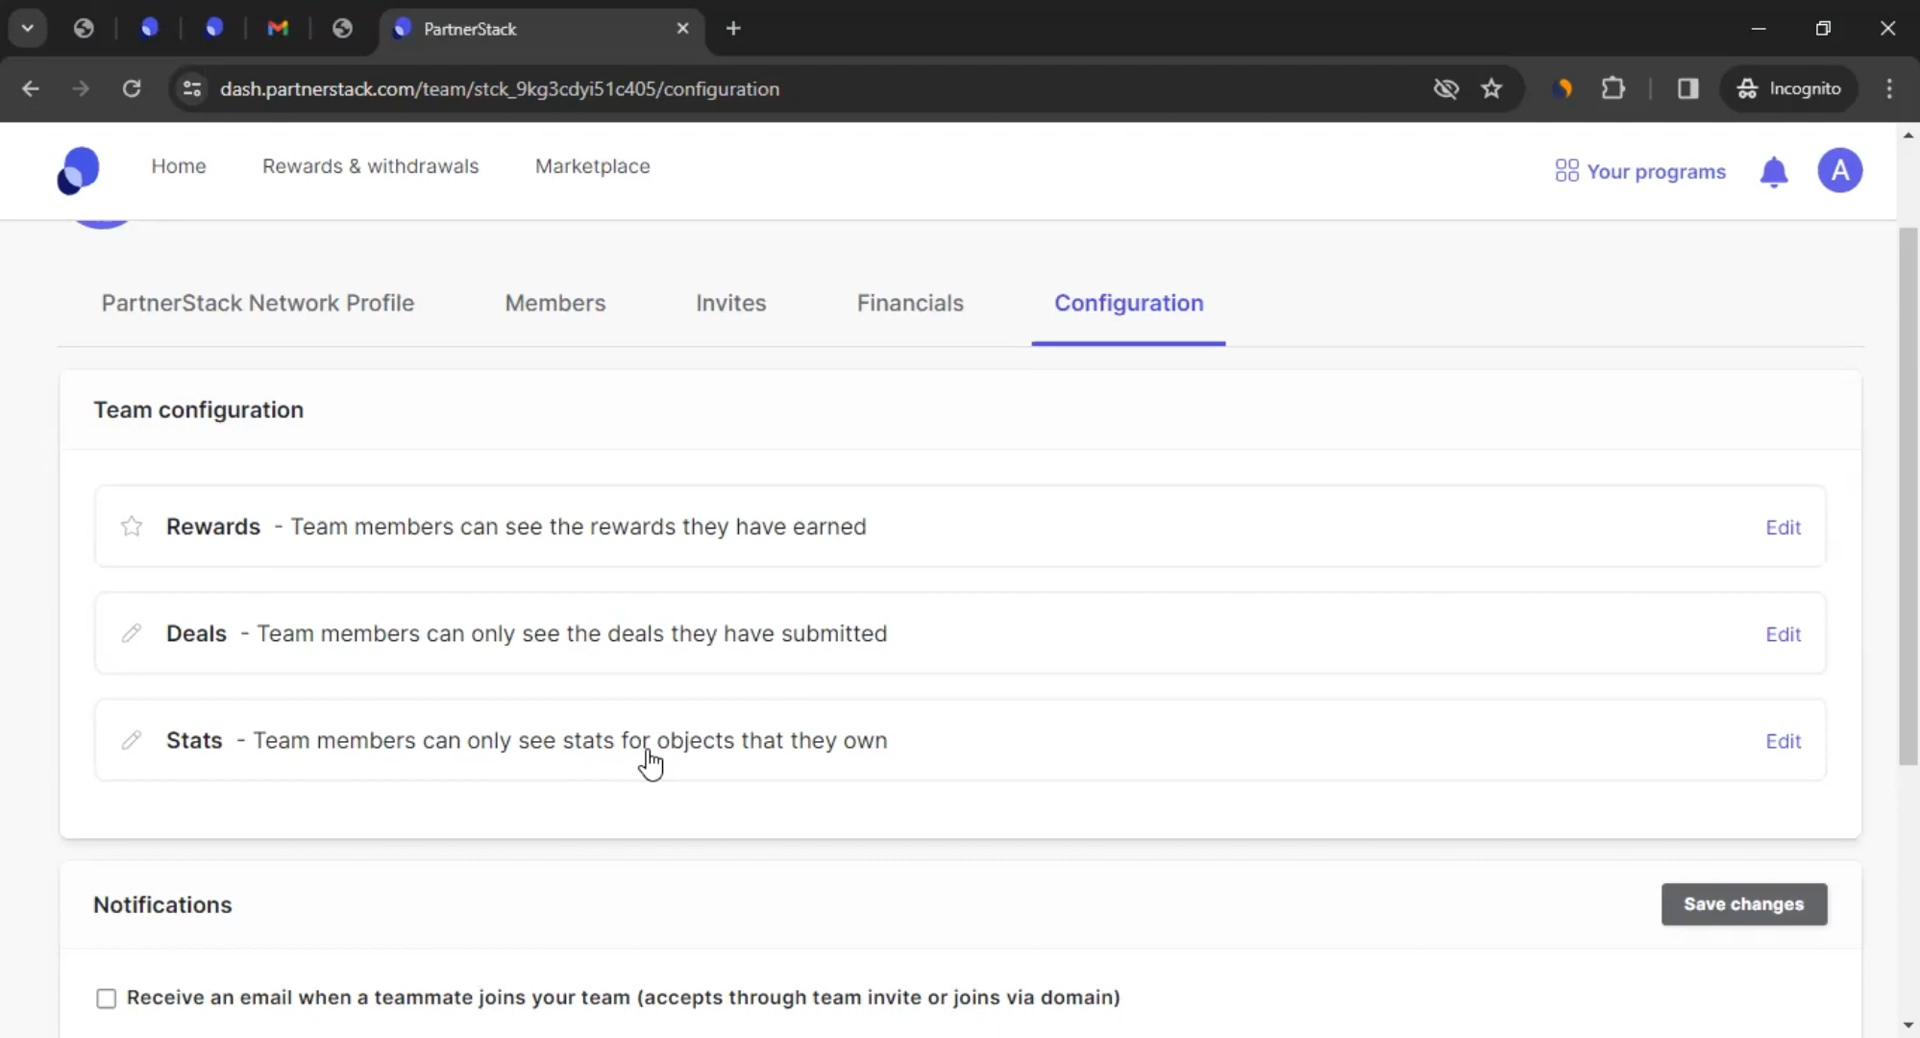 PartnerStack
dash.partnerstack.com/team/stck_9kg3cdyi51c405/configuration
Incognito
Home
Rewards & withdrawals
Marketplace
Your programs
A
PartnerStack Network Profile
Members
Invites
Financials
Configuration
Team configuration
Rewards - Team members can see the rewards they have earned
Edit
Deals - Team members can only see the deals they have submitted
Edit
Stats - Team members can only see stats for objects that they own
Edit
Notifications
Save changes
Receive an email when a teammate joins your team (accepts through team invite or joins via domain)